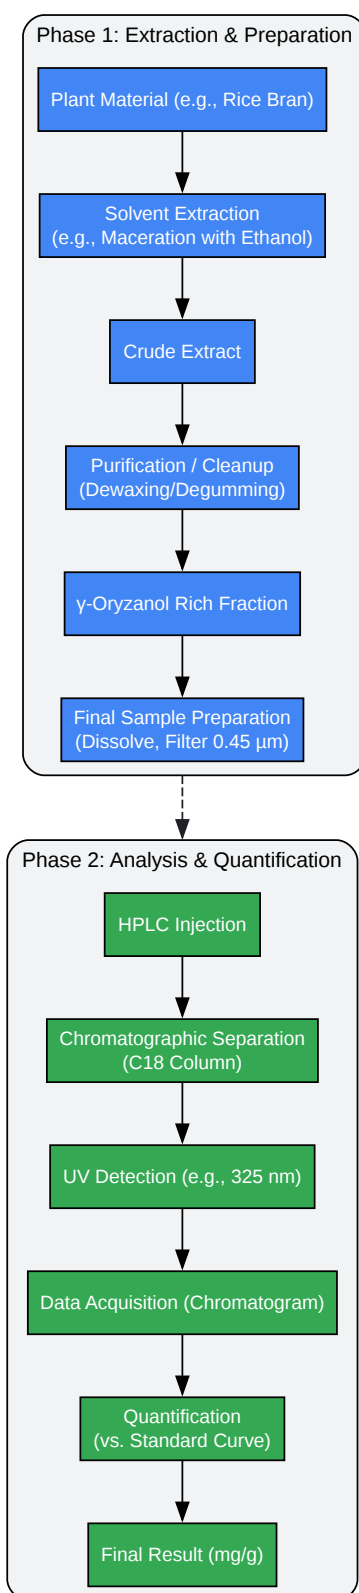 Phase 1: Extraction & Preparation
Plant Material (e.g., Rice Bran)
Solvent Extraction
(e.g., Maceration with Ethanol)
Crude Extract
Purification / Cleanup
(Dewaxing/Degumming)
γ-Oryzanol Rich Fraction
Final Sample Preparation
(Dissolve, Filter 0.45 µm)
Phase 2: Analysis & Quantification
HPLC Injection
Chromatographic Separation
(C18 Column)
UV Detection (e.g., 325 nm)
Data Acquisition (Chromatogram)
Quantification
(vs. Standard Curve)
Final Result (mg/g)